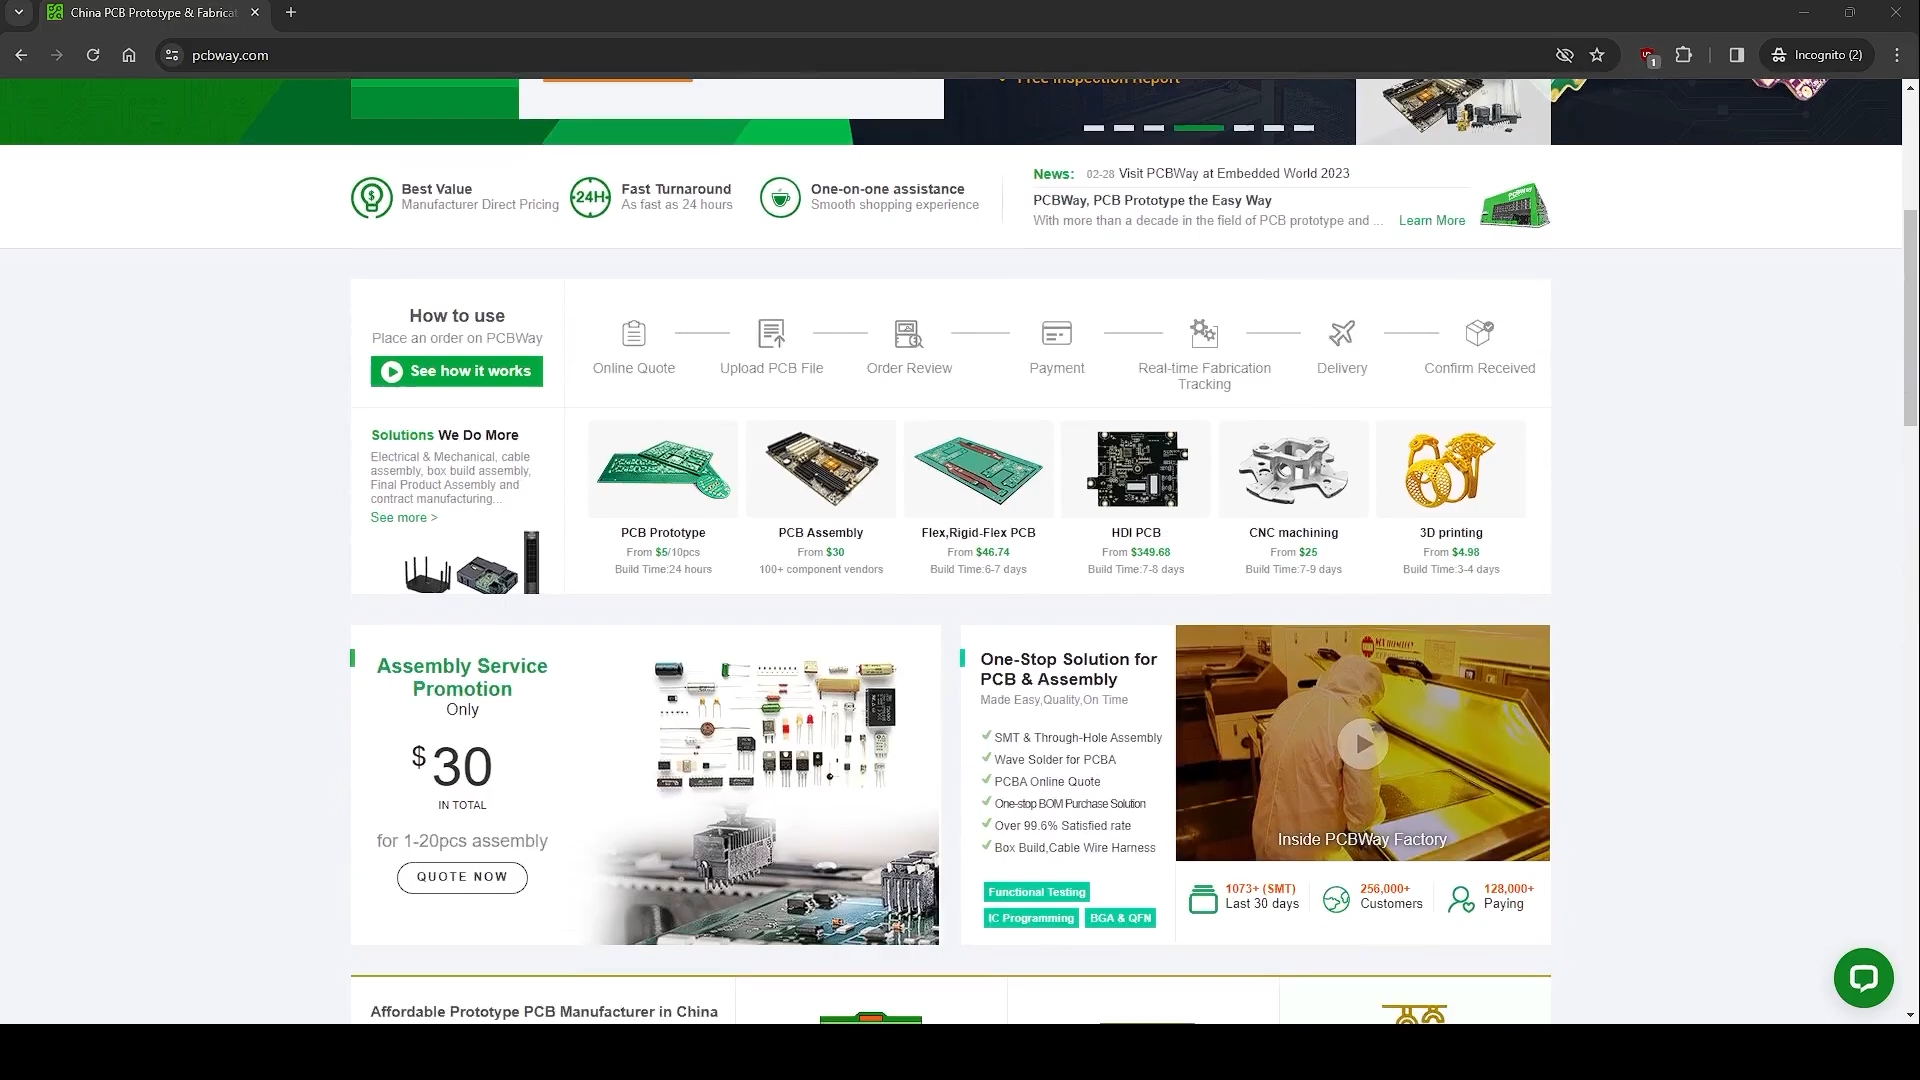 China PCB Prototype & Fabricat
pcbway.com
1
Incognito (2)
Free Inspection Report
Best Value
Manufacturer Direct Pricing
24H
Fast Turnaround
As fast as 24 hours
One-on-one assistance
Smooth shopping experience
News: 02-28 Visit PCBWay at Embedded World 2023
PCBWay, PCB Prototype the Easy Way
With more than a decade in the field of PCB prototype and ... Learn More
How to use
Place an order on PCBWay
See how it works
Online Quote
Upload PCB File
Order Review
Payment
Real-time Fabrication
Tracking
Delivery
Confirm Received
Solutions We Do More
Electrical & Mechanical, cable
assembly, box build assembly,
Final Product Assembly and
contract manufacturing...
See more >
PCB Prototype
From $5/10pcs
Build Time:24 hours
PCB Assembly
From $30
100+ component vendors
Flex,Rigid-Flex PCB
From $46.74
Build Time:6-7 days
HDI PCB
From $349.68
Build Time:7-8 days
CNC machining
From $25
Build Time:7-9 days
3D printing
From $4.98
Build Time:3-4 days
Assembly Service
Promotion
Only
$30
IN TOTAL
for 1-20pcs assembly
QUOTE NOW
One-Stop Solution for
PCB & Assembly
Made Easy,Quality,On Time
SMT & Through-Hole Assembly
Wave Solder for PCBA
PCBA Online Quote
One-stop BOM Purchase Solution
Over 99.6% Satisfied rate
Box Build,Cable Wire Harness
Functional Testing
IC Programming
BGA & QFN
Inside PCBWay Factory
1073+ (SMT)
Last 30 days
256,000+
Customers
128,000+
Paying
Affordable Prototype PCB Manufacturer in China